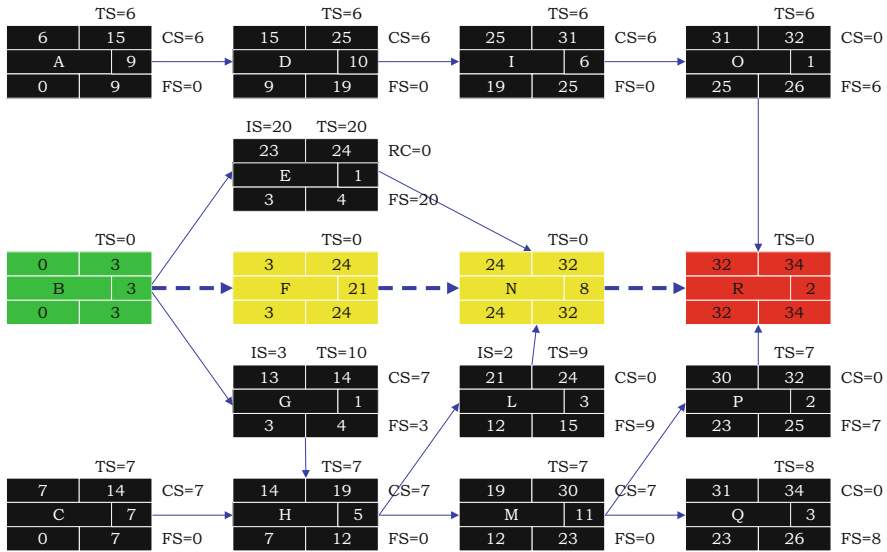 TS=6 TS=6 TS=6 TS=6
6 15 CS=6 15 25 CS=6 25 31 CS=6 31 32 CS=0
A 9 D 10 I 6 O 1
0 9 FS=0 9 19 FS=0 19 25 FS=0 25 26 FS=6
IS=20 TS=20
23 24 RC=0
E 1
3 4 FS=20
TS=0 TS=0 TS=0 TS=0
0 3 3 24 24 32 32 34
B 3 F 21 N 8 R 2
0 3 3 24 24 32 32 34
IS=3 TS=10 IS=2 TS=9 TS=7
13 14 CS=7 21 24 CS=0 30 32 CS=0
G 1 L 3 P 2
3 4 FS=3 12 15 FS=9 23 25 FS=7
TS=7 TS=7 TS=7 TS=8
7 14 CS=7 14 19 CS=7 19 30 CS=7 31 34 CS=0
C 7 H 5 M 11 Q 3
0 7 FS=0 7 12 FS=0 12 23 FS=0 23 26 FS=8